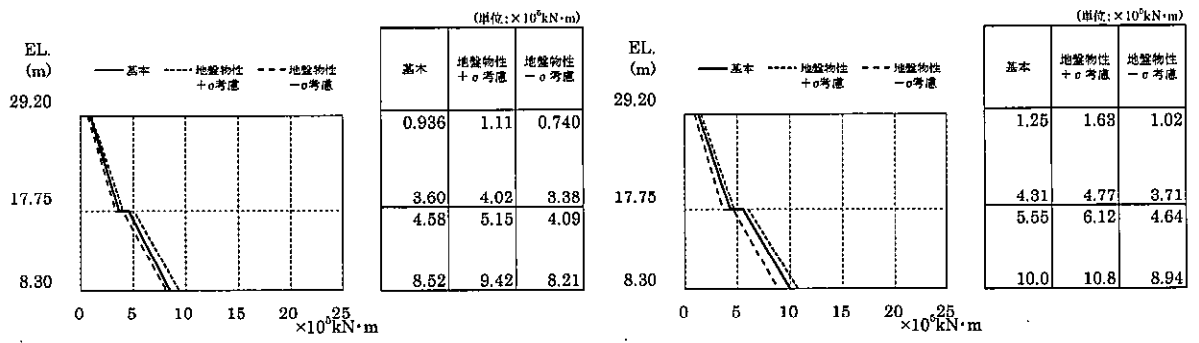 (単位:×10⁵kN·m)
EL.
(m)
基本
地盤物性
+σ考慮
地盤物性
−σ考慮
基本
地盤物性
+σ考慮
地盤物性
−σ考慮
29.20
0.936 1.11 0.740
17.75
3.60 4.02 3.38
4.58 5.15 4.09
8.30
8.52 9.42 8.21
0 5 10 15 20 25
×10⁵kN·m
(単位:×10⁵kN·m)
EL.
(m)
基本
地盤物性
+σ考慮
地盤物性
−σ考慮
基本
地盤物性
+σ考慮
地盤物性
−σ考慮
29.20
1.25 1.63 1.02
17.75
4.31 4.77 3.71
5.55 6.12 4.64
8.30
10.0 10.8 8.94
0 5 10 15 20 25
×10⁵kN·m